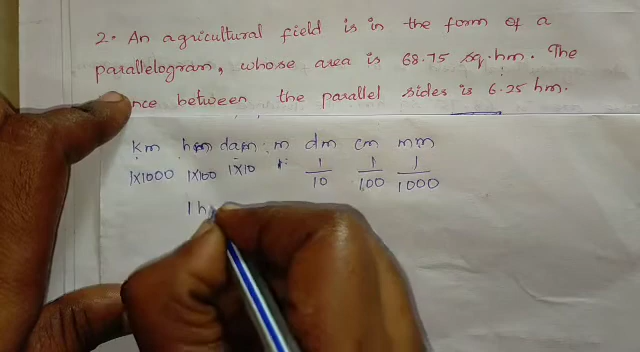 2. An agricultural field is in the form of a
parallelogram, whose area is 68.75 sq.hm. The
nce between the parallel sides is 6.25 hm.
km hm dam m dm cm mm
1x1000 1x100 1x10 1 1/10 1/100 1/1000
1 h